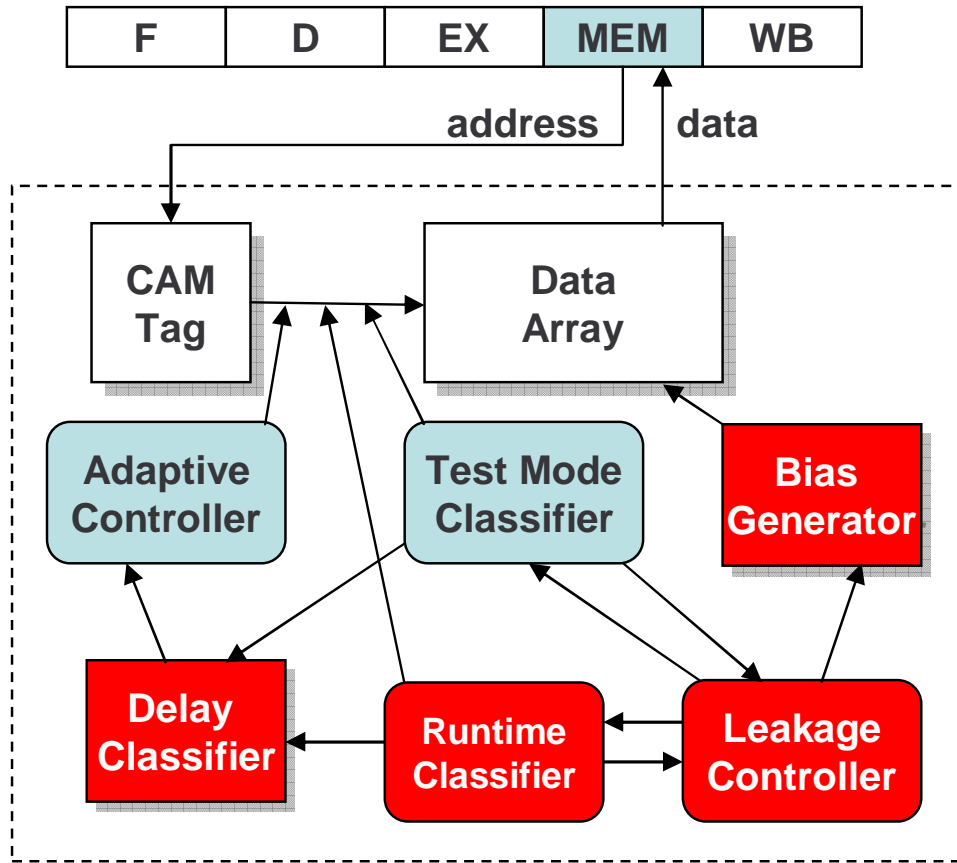 F D EX MEM WB
address data
CAM
Tag
Data
Array
Adaptive
Controller
Test Mode
Classifier
Bias
Generator
Delay
Classifier
Runtime
Classifier
Leakage
Controller